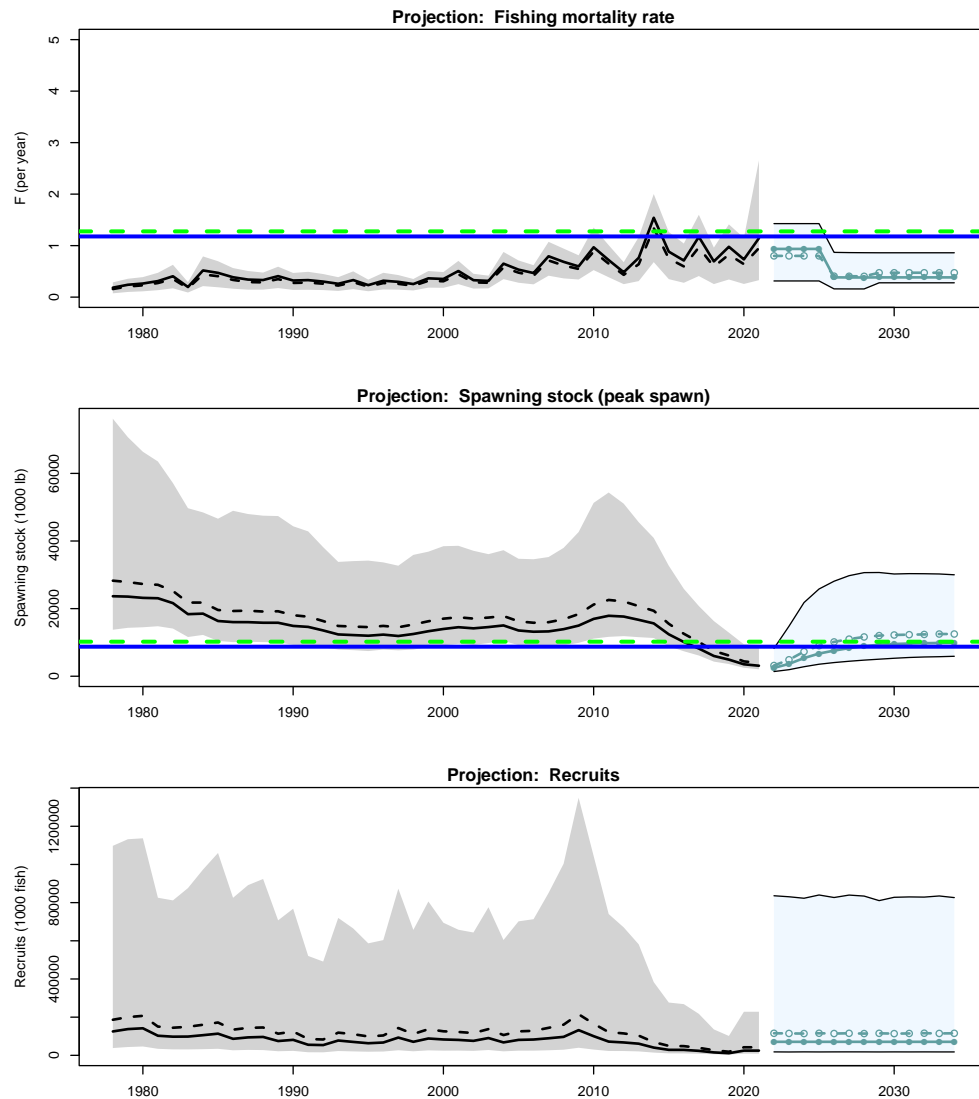 Projection: Fishing mortality rate
F (per year)
5
4
3
2
1
0
1980 1990 2000 2010 2020 2030
Projection: Spawning stock (peak spawn)
Spawning stock (1000 lb)
60000
40000
20000
0
1980 1990 2000 2010 2020 2030
Projection: Recruits
Recruits (1000 fish)
1200000
800000
400000
0
1980 1990 2000 2010 2020 2030